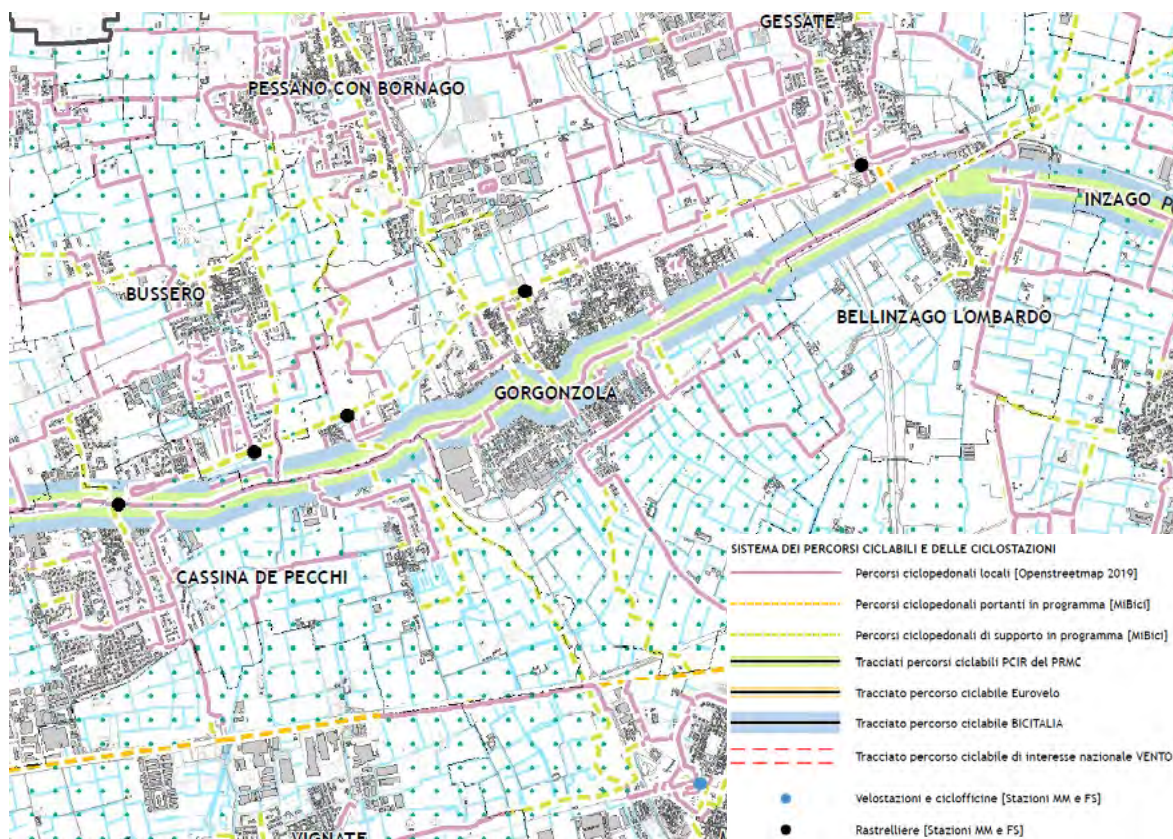 GESSATE
PESSANO CON BORNAGO
INZAGO
BUSSERO
BELLINZAGO LOMBARDO
GORGONZOLA
CASSINA DE PECCHI
VIGNATE
SISTEMA DEI PERCORSI CICLABILI E DELLE CICLOSTAZIONI
Percorsi ciclopedonali locali [Openstreetmap 2019]
Percorsi ciclopedonali portanti in programma [MiBici]
Percorsi ciclopedonali di supporto in programma [MiBici]
Tracciati percorsi ciclabili PCIR del PRMC
Tracciato percorso ciclabile Eurovelo
Tracciato percorso ciclabile BICITALIA
Tracciato percorso ciclabile di interesse nazionale VENTO
Velostazioni e ciclofficine [Stazioni MM e FS]
Rastrelliere [Stazioni MM e FS]